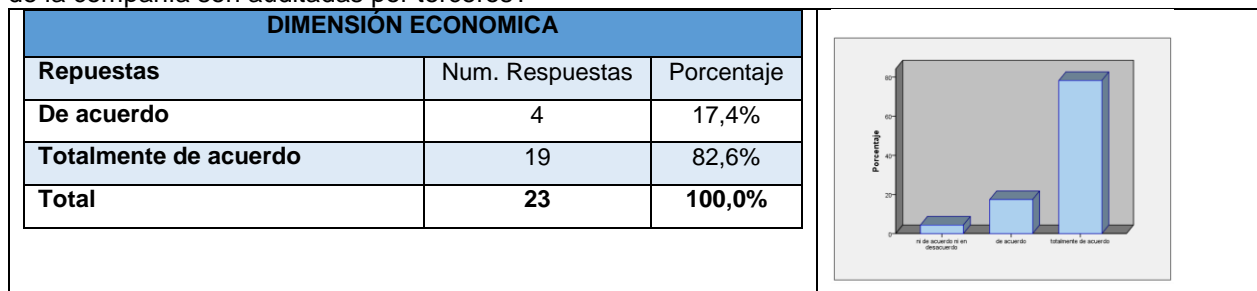 de la compañía son auditadas por terceros?
DIMENSIÓN ECONOMICA
Repuestas Num. Respuestas Porcentaje
De acuerdo 4 17,4%
Totalmente de acuerdo 19 82,6%
Total 23 100,0%
Porcentaje
80
60
40
20
0
ni de acuerdo ni en
desacuerdo
de acuerdo
totalmente de acuerdo